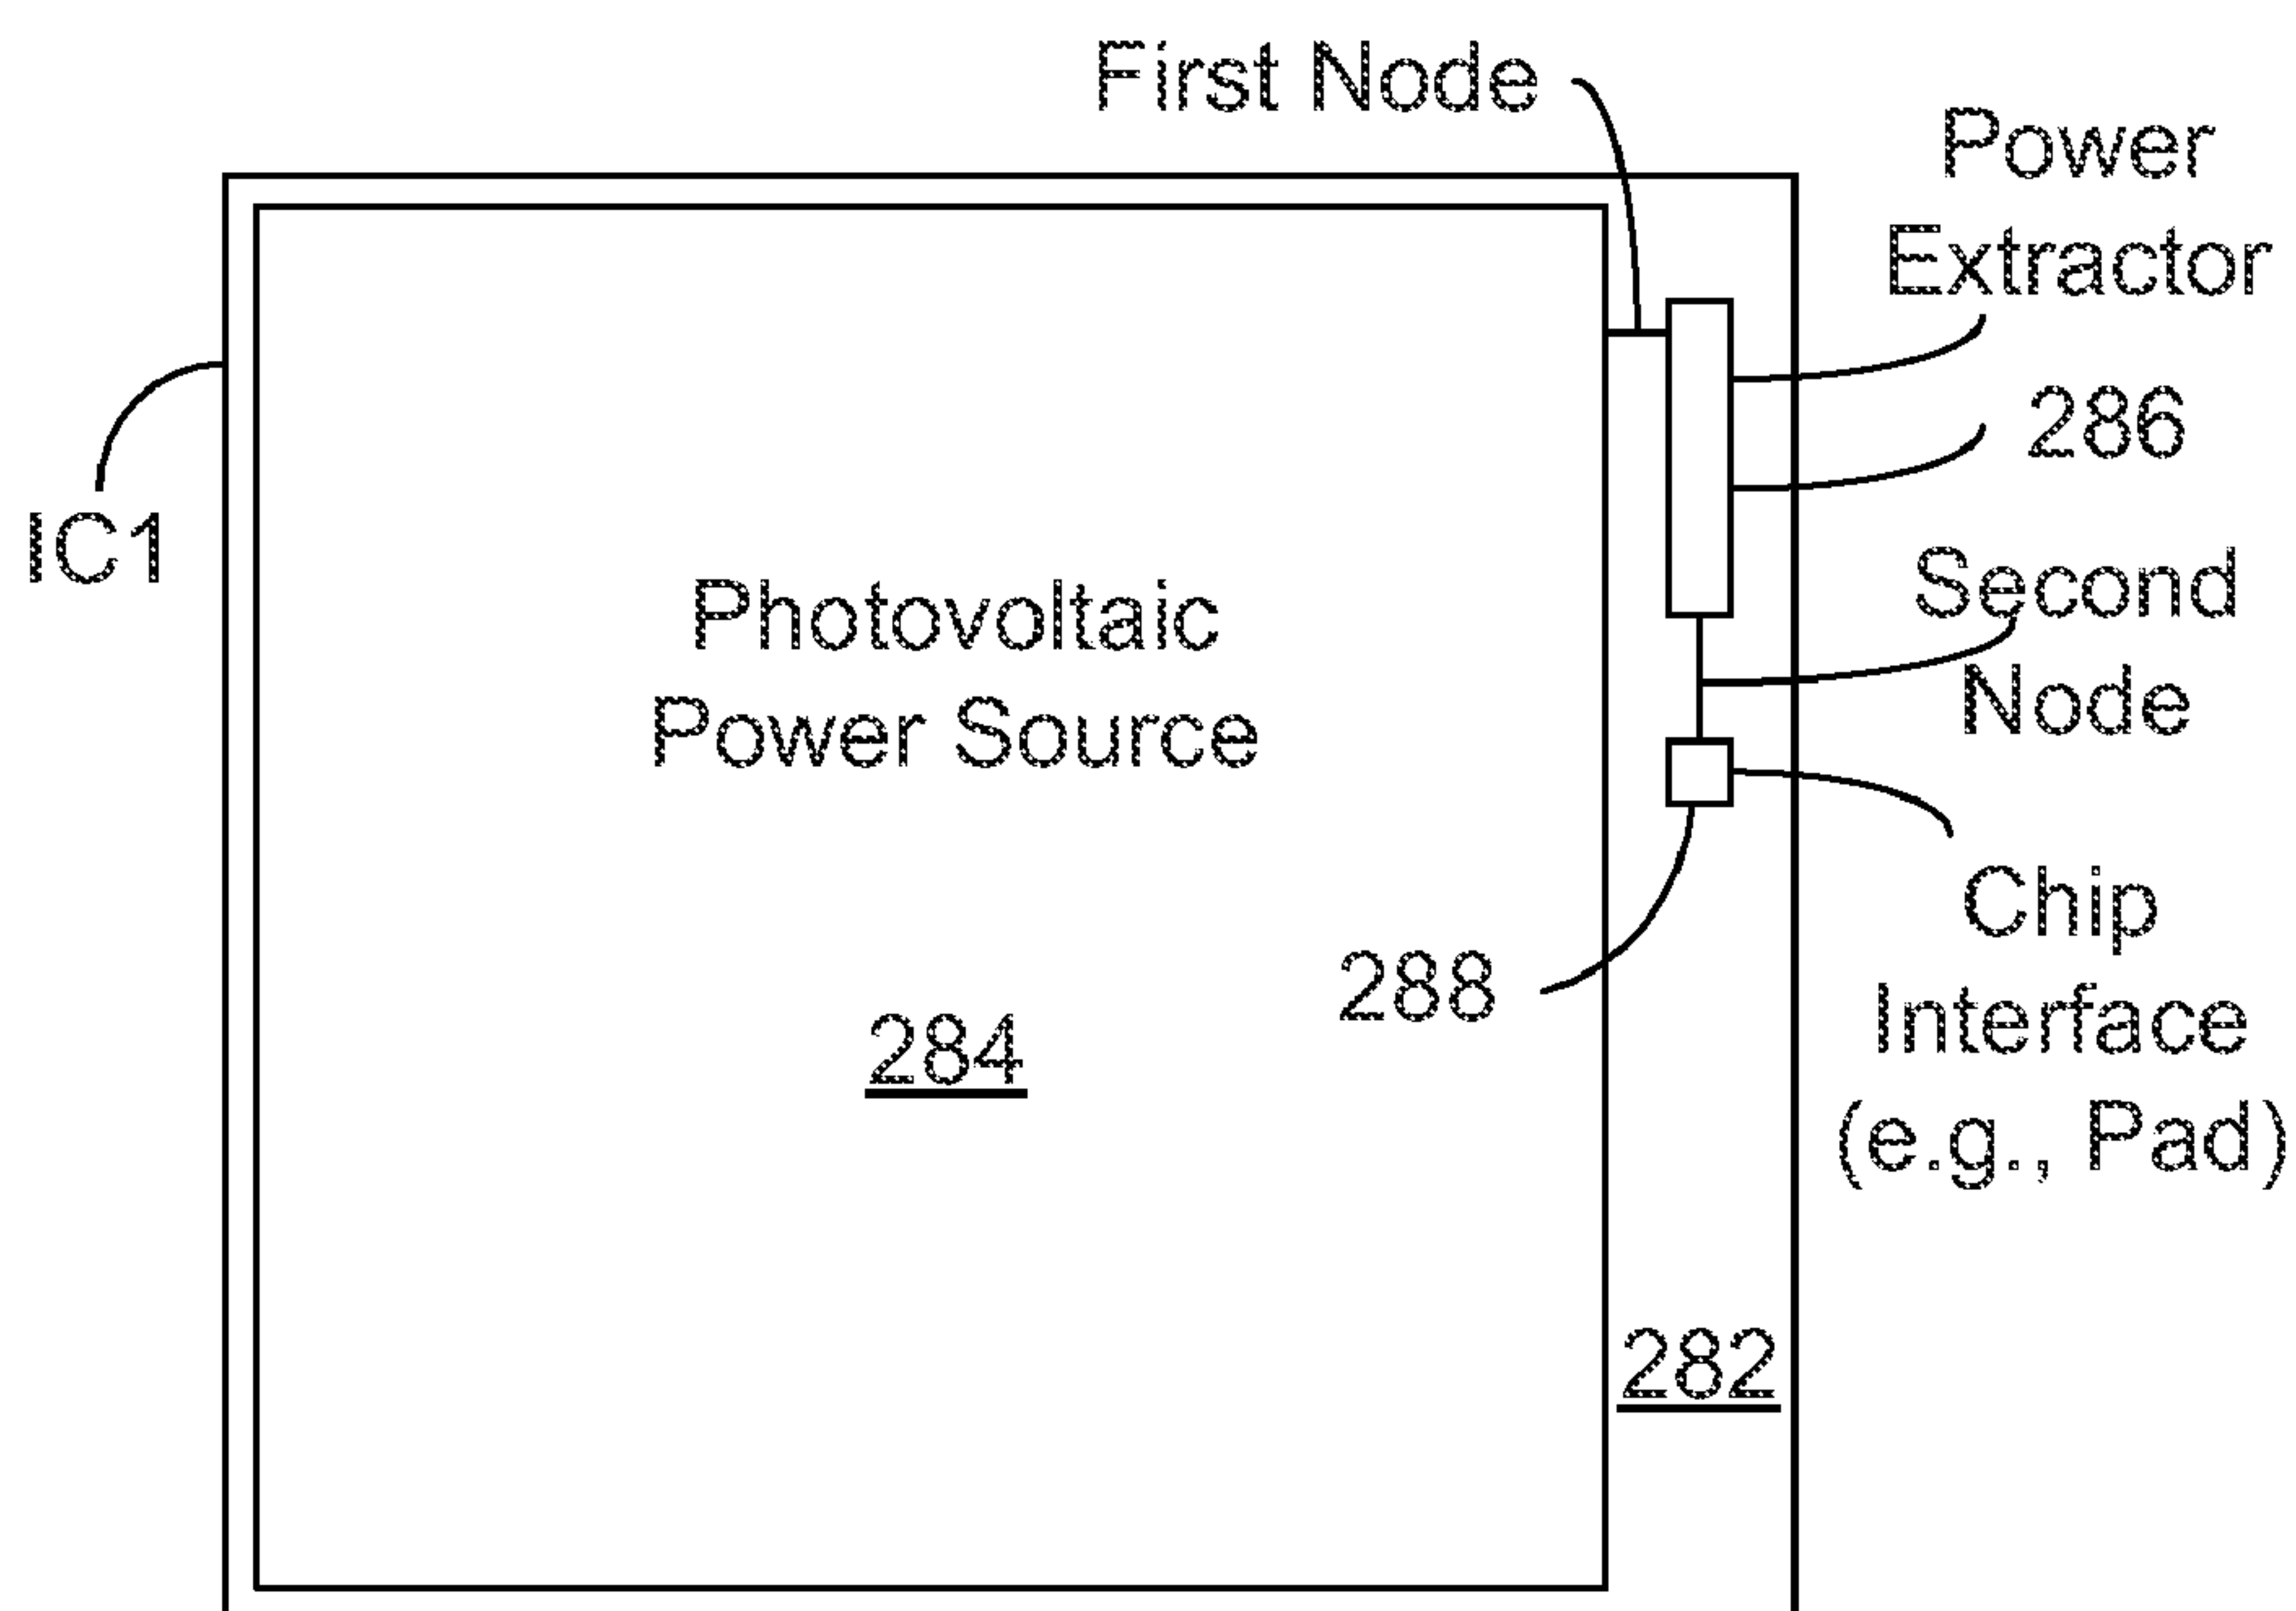 First Node
Power
Extractor
286
IC1
Second
Node
Photovoltaic
Power Source
Chip
Interface
(e.g., Pad)
288
284
282